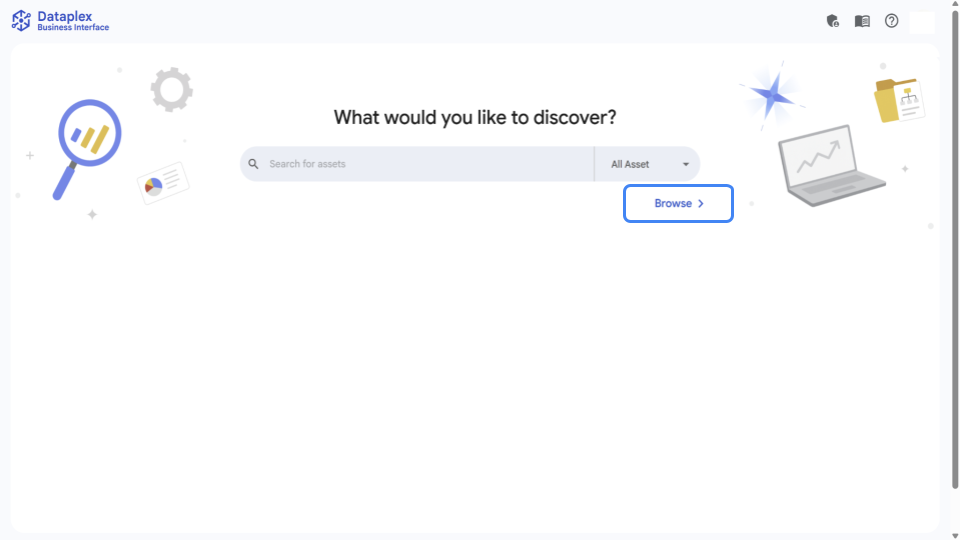 Dataplex
Business Interface
What would you like to discover?
Search for assets
All Asset
Browse